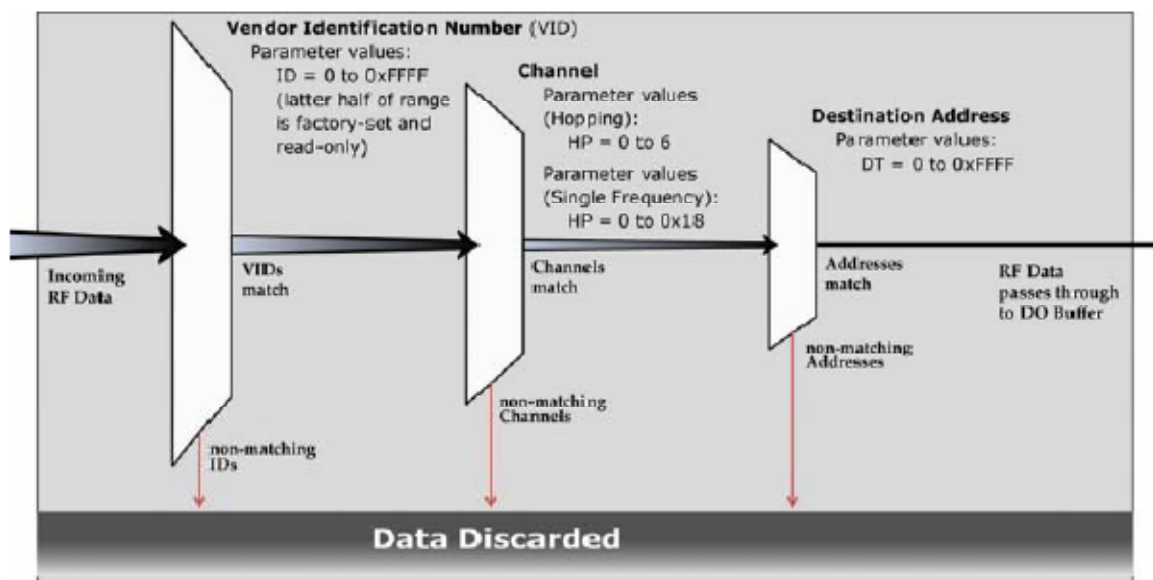 Vendor Identification Number (VID)
Parameter values:
ID = 0 to 0xFFFF
(latter half of range
is factory-set and
read-only)
Channel
Parameter values
(Hopping):
HP = 0 to 6
Parameter values
(Single Frequency):
HP = 0 to 0x18
Destination Address
Parameter values:
DT = 0 to 0xFFFF
Incoming
RF Data
VIDs
match
Channels
match
Addresses
match
RF Data
passes through
to DO Buffer
non-matching
IDs
non-matching
Channels
non-matching
Addresses
Data Discarded